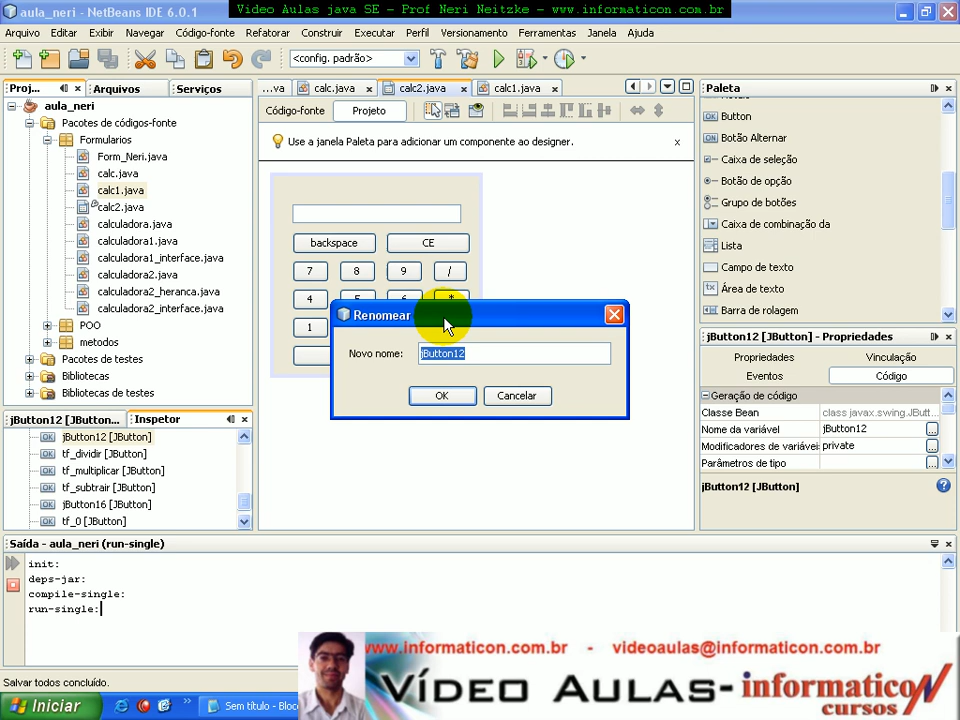 aula_neri - NetBeans IDE 6.0.1
Video Aulas java SE - Prof Neri Neitzke - www.informaticon.com.br
Arquivo Editar Exibir Navegar Código-fonte Refatorar Construir Executar Perfil Versionamento Ferramentas Janela Ajuda
<config. padrão>
Proj... Arquivos Serviços
...va calc.java calc2.java calc1.java
Paleta
aula_neri
Pacotes de códigos-fonte
Formularios
Form_Neri.java
calc.java
calc1.java
calc2.java
calculadora.java
calculadora1.java
calculadora1_interface.java
calculadora2.java
calculadora2_heranca.java
calculadora2_interface.java
POO
metodos
Pacotes de testes
Bibliotecas
Bibliotecas de testes
Código-fonte Projeto
Use a janela Paleta para adicionar um componente ao designer. x
backspace CE
7 8 9 /
4
1
Renomear
Novo nome: jButton12
OK Cancelar
Button
Botão Alternar
Caixa de seleção
Botão de opção
Grupo de botões
Caixa de combinação da
Lista
Campo de texto
Área de texto
Barra de rolagem
jButton12 [JButton] - Propriedades
Propriedades Vinculação
Eventos Código
Geração de código
Classe Bean class javax.swing.JButt...
Nome da variável jButton12 ...
Modificadores de variávei: private ...
Parâmetros de tipo ...
jButton12 [JButton]
jButton12 [JButton... Inspetor
jButton12 [JButton]
tf_dividir [JButton]
tf_multiplicar [JButton]
tf_subtrair [JButton]
jButton16 [JButton]
tf_0 [JButton]
Saída - aula_neri (run-single)
init:
deps-jar:
compile-single:
run-single:
Salvar todos concluído.
www.informaticon.com.br - videoaulas@informaticon.com.br
VÍDEO AULAS- informaticon
cursos
Iniciar
Sem título - Bloc